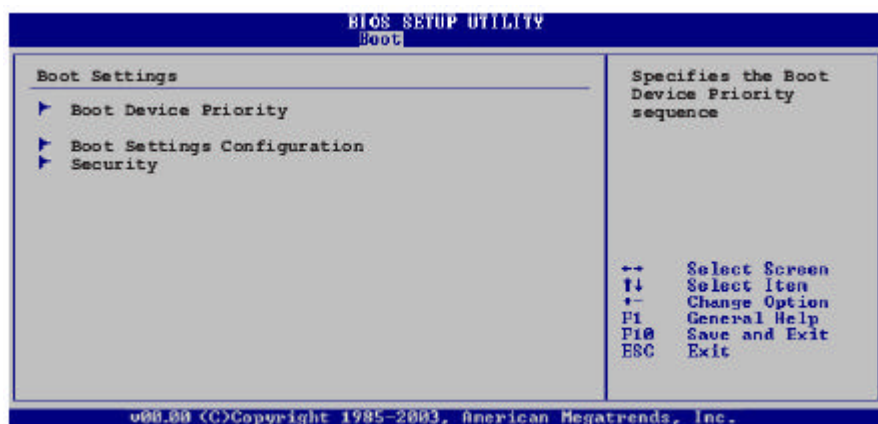 BIOS SETUP UTILITY
Boot
Boot Settings
Boot Device Priority
Boot Settings Configuration
Security
Specifies the Boot
Device Priority
sequence
←→ Select Screen
↑↓ Select Item
+- Change Option
F1 General Help
F10 Save and Exit
ESC Exit
v00.00 (C)Copyright 1985-2003, American Megatrends, Inc.